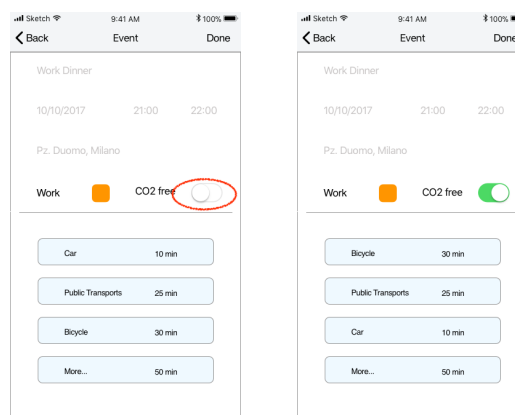 Sketch 9:41 AM 100%
Back Event Done
Work Dinner
10/10/2017 21:00 22:00
Pz. Duomo, Milano
Work CO2 free
Car 10 min
Public Transports 25 min
Bicycle 30 min
More... 50 min
Sketch 9:41 AM 100%
Back Event Done
Work Dinner
10/10/2017 21:00 22:00
Pz. Duomo, Milano
Work CO2 free
Bicycle 30 min
Public Transports 25 min
Car 10 min
More... 50 min